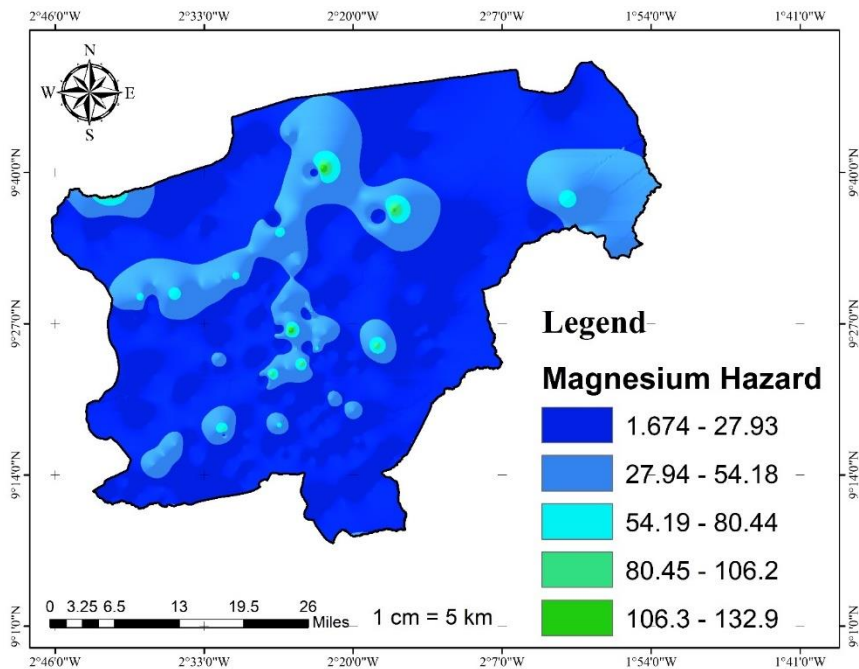 2°46'0"W 2°33'0"W 2°20'0"W 2°7'0"W 1°54'0"W 1°41'0"W
N
W E
S
9°40'0"N 9°40'0"N
9°27'0"N 9°27'0"N
Legend
Magnesium Hazard
1.674 - 27.93
27.94 - 54.18
54.19 - 80.44
80.45 - 106.2
106.3 - 132.9
9°14'0"N 9°14'0"N
0 3.25 6.5 13 19.5 26
Miles
1 cm = 5 km
9°1'0"N 9°1'0"N
2°46'0"W 2°33'0"W 2°20'0"W 2°7'0"W 1°54'0"W 1°41'0"W